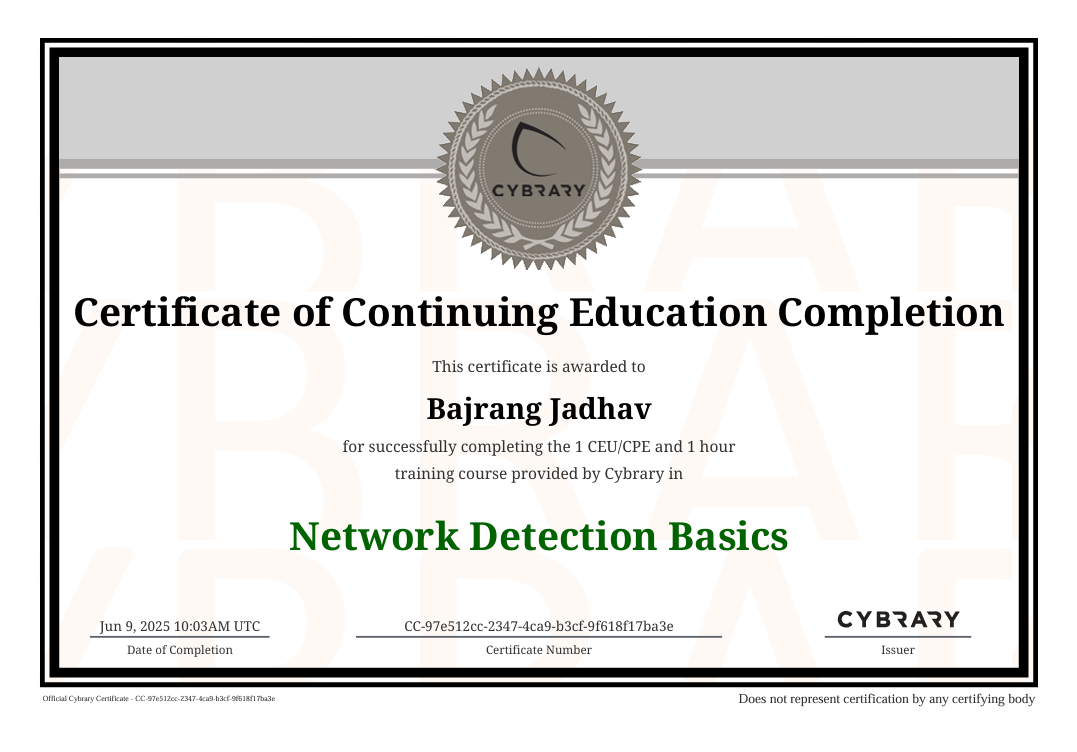 CYBRARY
Certificate of Continuing Education Completion
This certificate is awarded to
Bajrang Jadhav
for successfully completing the 1 CEU/CPE and 1 hour
training course provided by Cybrary in
Network Detection Basics
Jun 9, 2025 10:03AM UTC
CC-97e512cc-2347-4ca9-b3cf-9f618f17ba3e
CYBRARY
Date of Completion
Certificate Number
Issuer
Official Cybrary Certificate - CC-97e512cc-2347-4ca9-b3cf-9f618f17ba3e
Does not represent certification by any certifying body